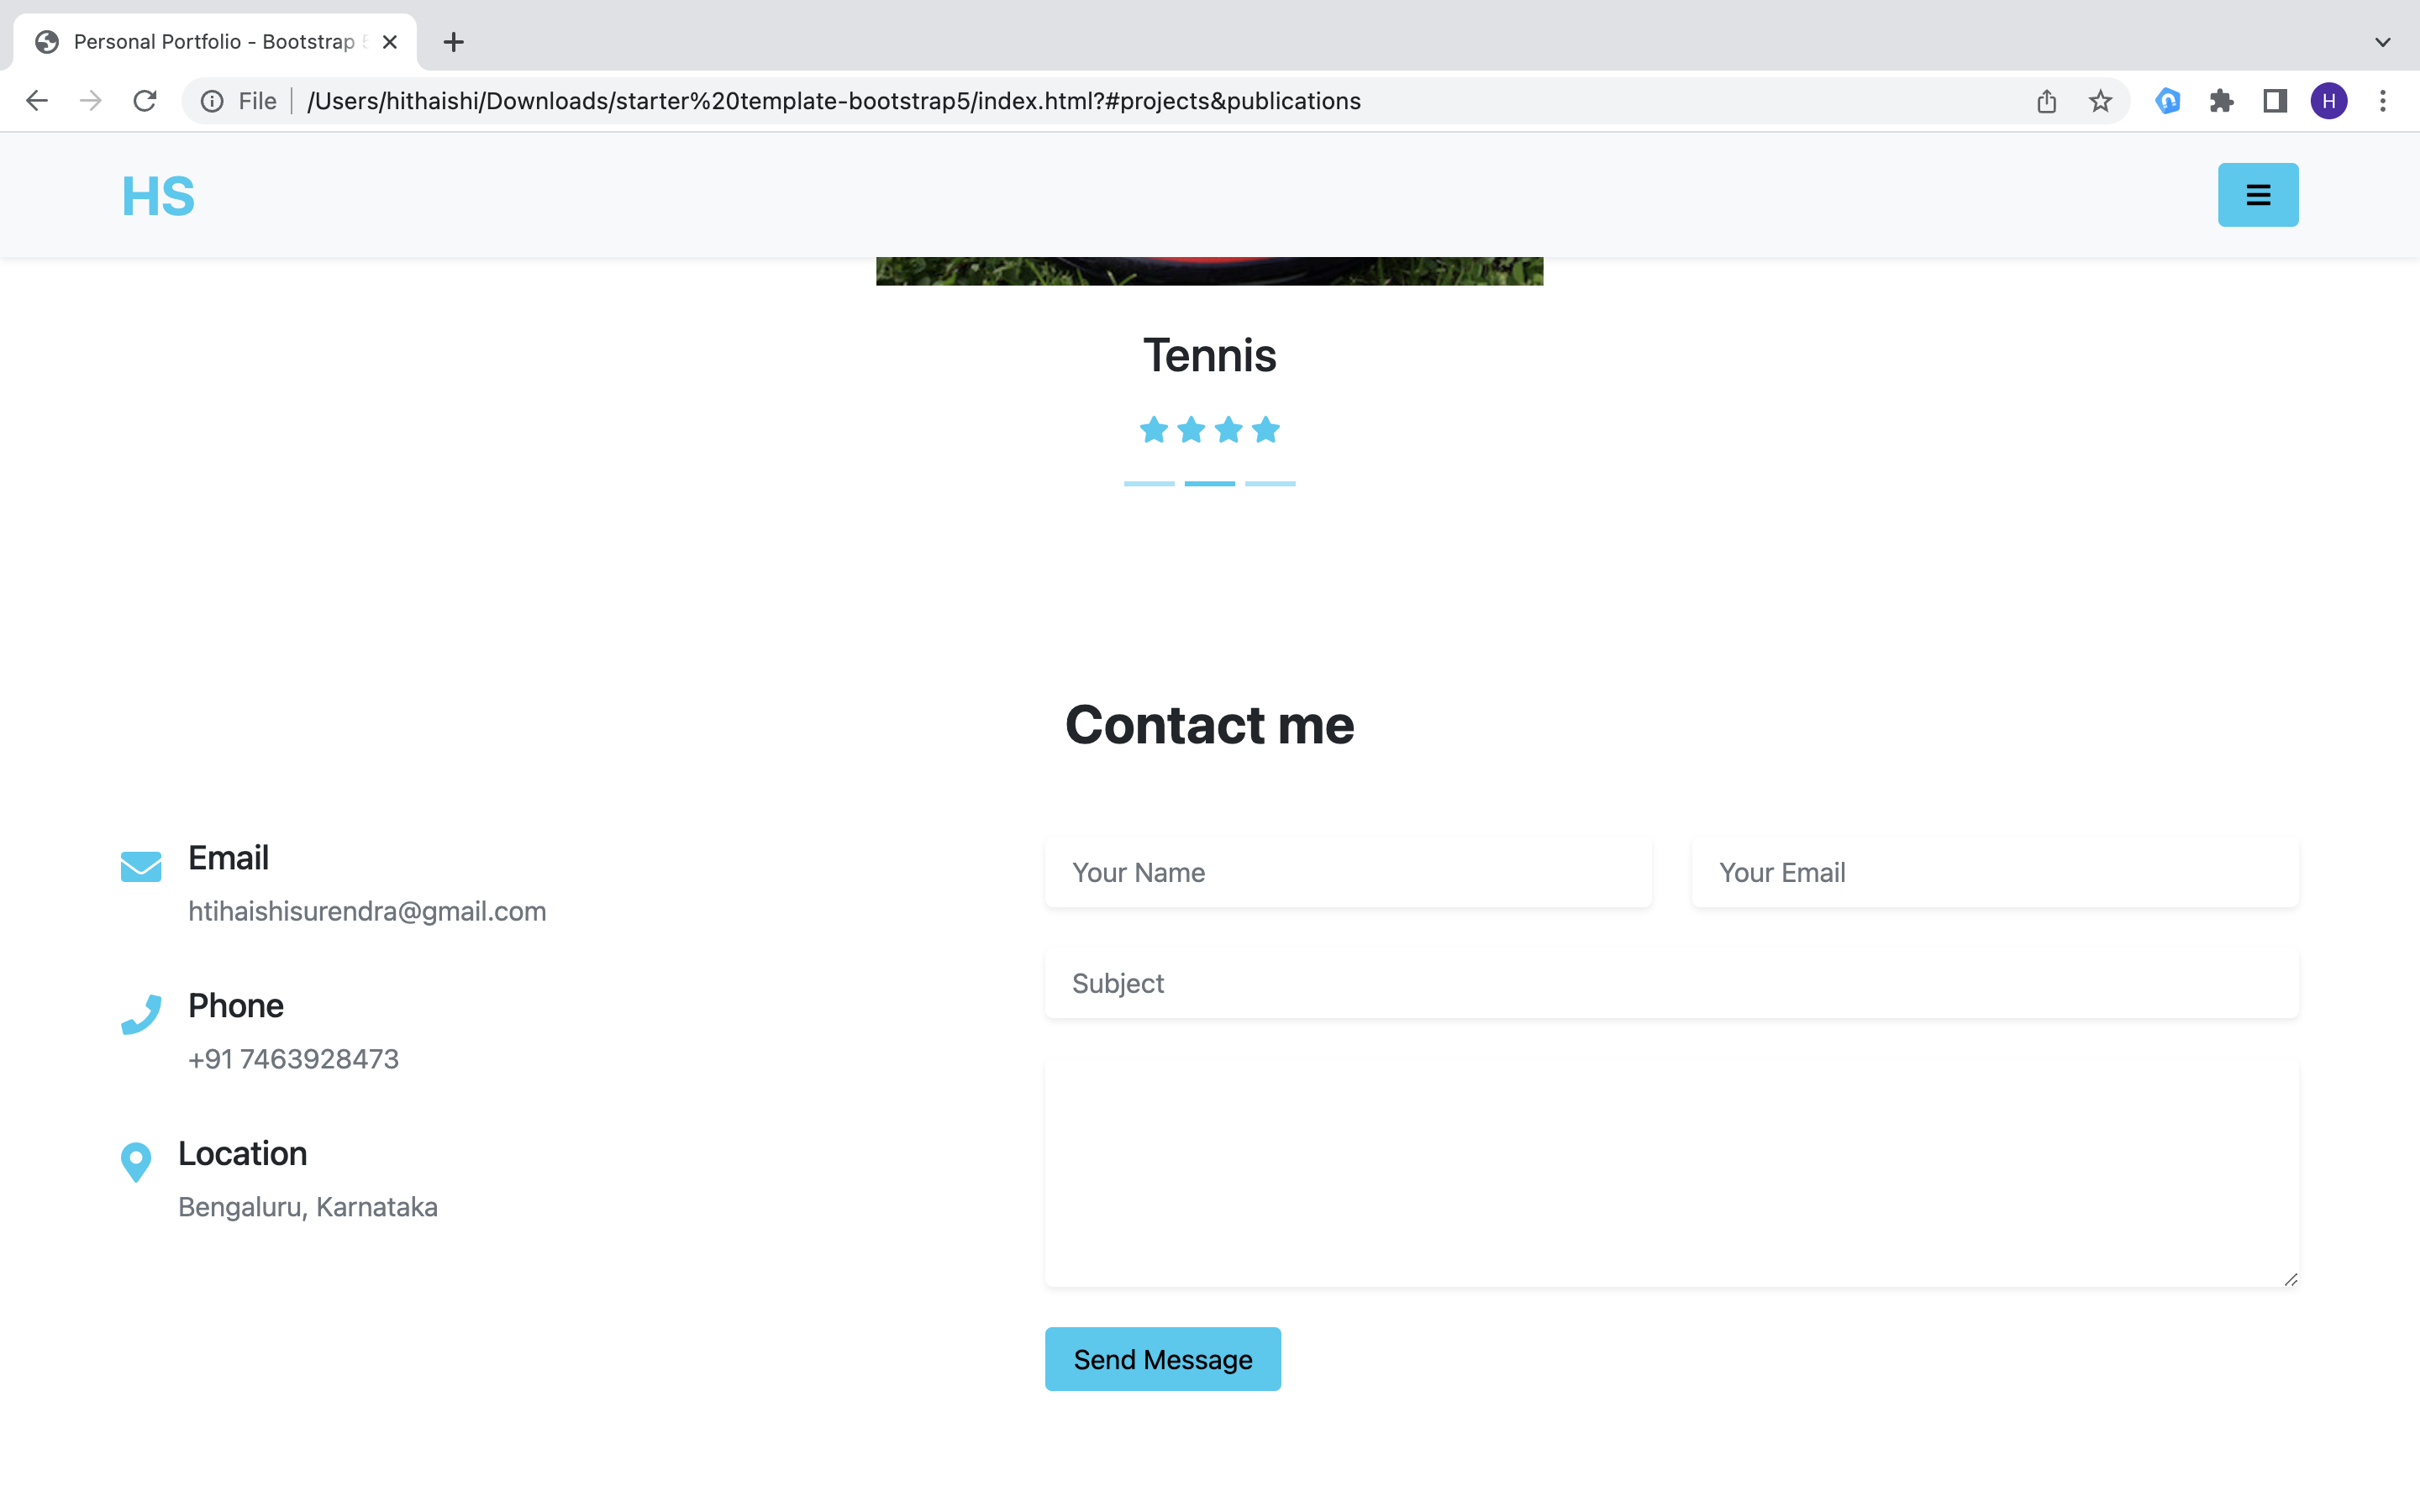 Personal Portfolio - Bootstrap
File
/Users/hithaishi/Downloads/starter%20template-bootstrap5/index.html?#projects&publications
H
HS
Tennis
Contact me
Email
htihaishisurendra@gmail.com
Phone
+91 7463928473
Location
Bengaluru, Karnataka
Your Name
Your Email
Subject
Send Message